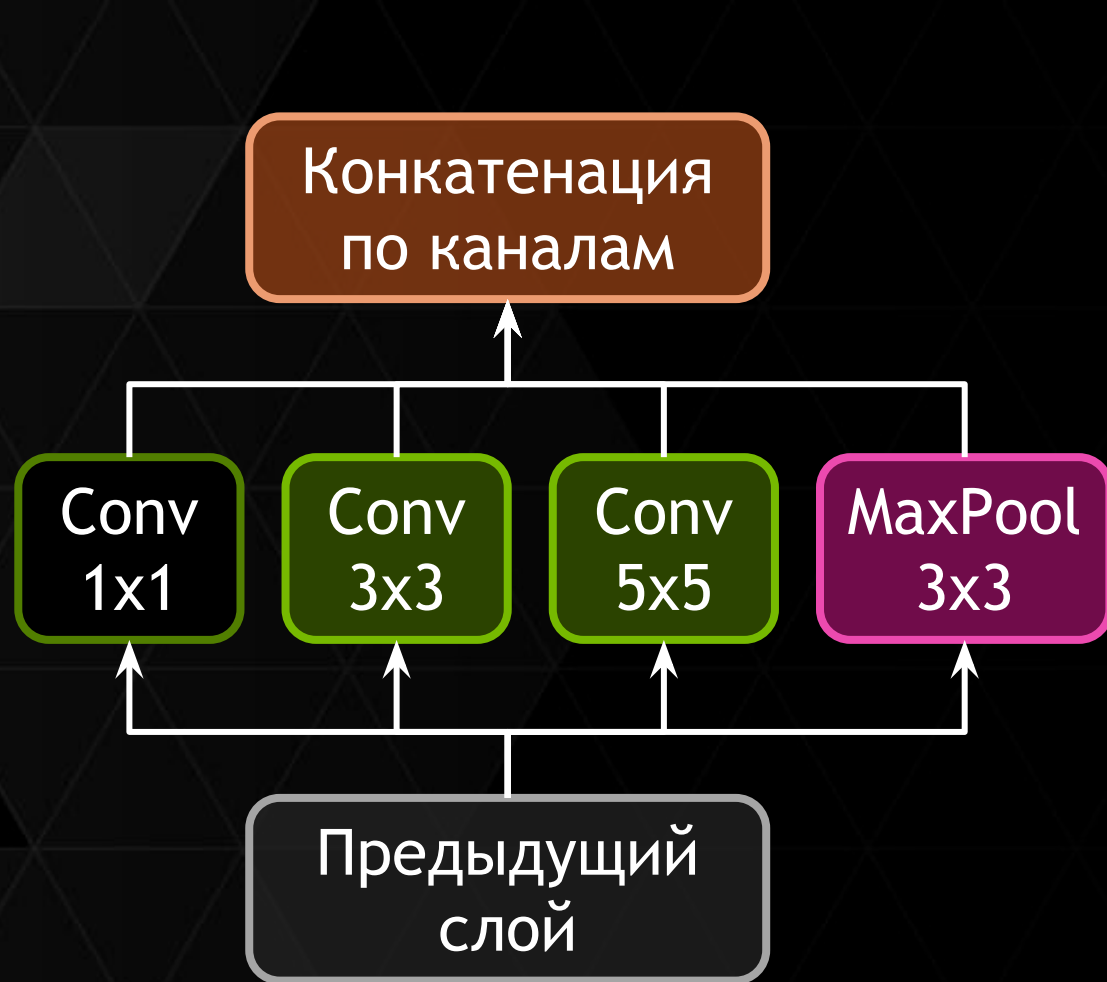 Конкатенация
по каналам
Conv
1x1
Conv
3x3
Conv
5x5
MaxPool
3x3
Предыдущий
слой